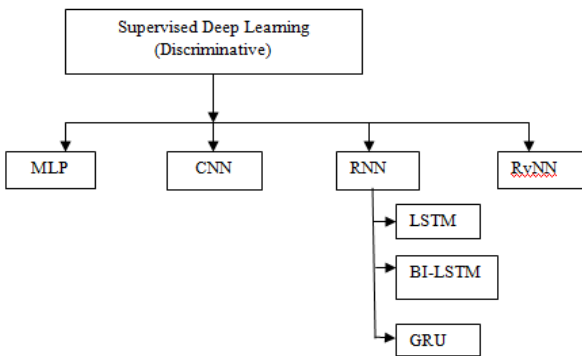 Supervised Deep Learning
(Discriminative)
MLP
CNN
RNN
RvNN
LSTM
BI-LSTM
GRU